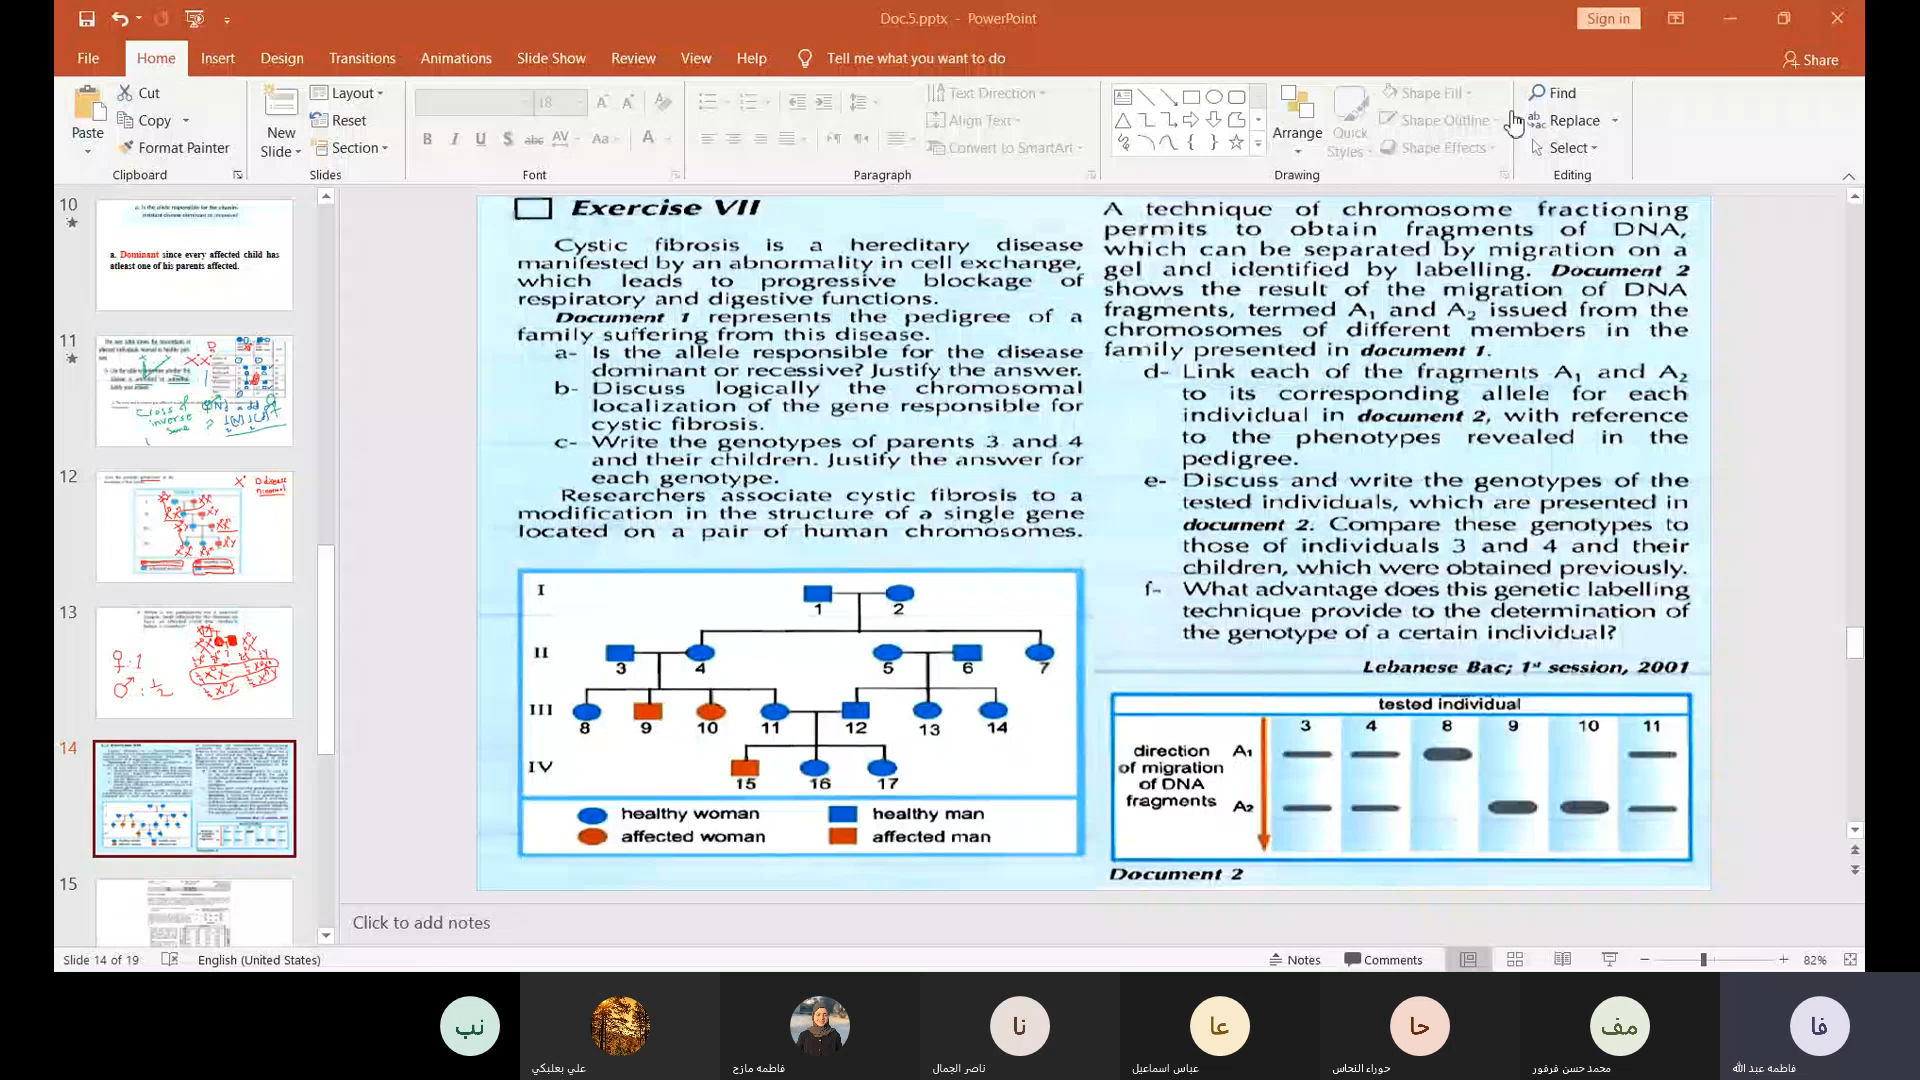 Doc.5.pptx - PowerPoint
Sign in
File Home Insert Design Transitions Animations Slide Show Review View Help Tell me what you want to do
Share
Paste
Cut
Copy
Format Painter
Clipboard
New Slide
Layout
Reset
Section
Slides
18
B I U S abc AV Aa A
Font
Text Direction
Align Text
Convert to SmartArt
Paragraph
Arrange
Quick Styles
Shape Fill
Shape Outline
Shape Effects
Drawing
Find
Replace
Select
Editing
10
a. Dominant since every affected child has
atleast one of his parents affected.
11
12
13
14
15
Exercise VII
Cystic fibrosis is a hereditary disease
manifested by an abnormality in cell exchange,
which leads to progressive blockage of
respiratory and digestive functions.
Document 1 represents the pedigree of a
family suffering from this disease.
a- Is the allele responsible for the disease
dominant or recessive? Justify the answer.
b- Discuss logically the chromosomal
localization of the gene responsible for
cystic fibrosis.
c- Write the genotypes of parents 3 and 4
and their children. Justify the answer for
each genotype.
Researchers associate cystic fibrosis to a
modification in the structure of a single gene
located on a pair of human chromosomes.
I
1 2
II
3 4 5 6 7
III
8 9 10 11 12 13 14
IV
15 16 17
healthy woman healthy man
affected woman affected man
A technique of chromosome fractioning
permits to obtain fragments of DNA,
which can be separated by migration on a
gel and identified by labelling. Document 2
shows the result of the migration of DNA
fragments, termed A1 and A2 issued from the
chromosomes of different members in the
family presented in document 1.
d- Link each of the fragments A1 and A2
to its corresponding allele for each
individual in document 2, with reference
to the phenotypes revealed in the
pedigree.
e- Discuss and write the genotypes of the
tested individuals, which are presented in
document 2. Compare these genotypes to
those of individuals 3 and 4 and their
children, which were obtained previously.
f- What advantage does this genetic labelling
technique provide to the determination of
the genotype of a certain individual?
Lebanese Bac; 1st session, 2001
tested individual
3 4 8 9 10 11
direction
of migration
of DNA
fragments
A1
A2
Document 2
Click to add notes
Slide 14 of 19 English (United States) Notes Comments 82%
نب
نا
عا
حا
مف
فا
علي بعلبكي
فاطمه مازح
ناصر الجمال
عباس اسماعيل
حوراء النحاس
محمد حسن فرفور
فاطمه عبد الله